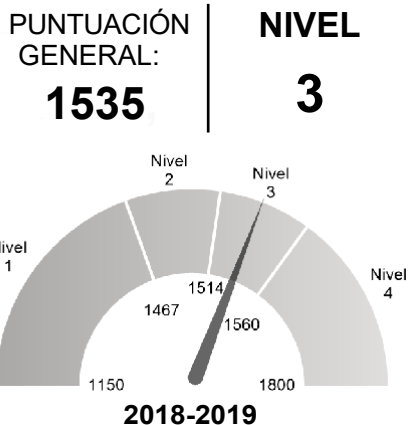 PUNTUACIÓN
GENERAL:
1535
NIVEL
3
Nivel
2
Nivel
3
1
Nivel
4
1514
1467
1560
1150
1800
2018-2019